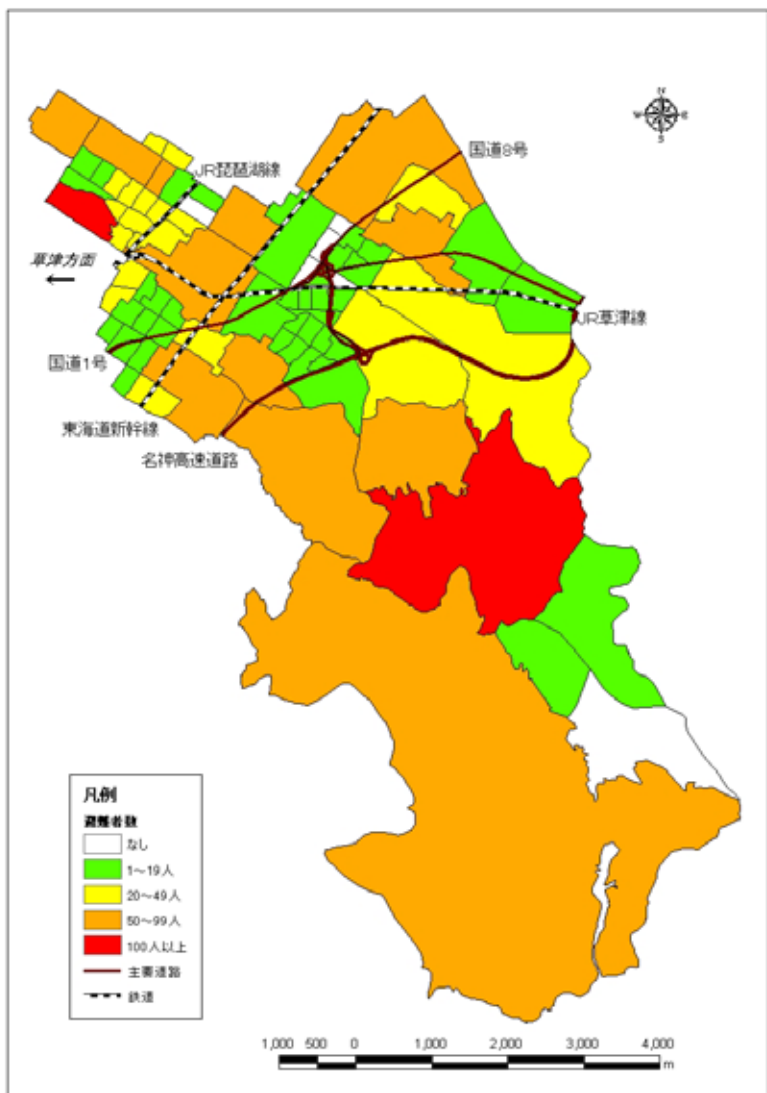 N
W E
S
国道8号
JR琵琶湖線
草津方面
←
JR草津線
国道1号
東海道新幹線
名神高速道路
凡例
避難者数
なし
1~19人
20~49人
50~99人
100人以上
主要道路
鉄道
1,000 500 0 1,000 2,000 3,000 4,000
m